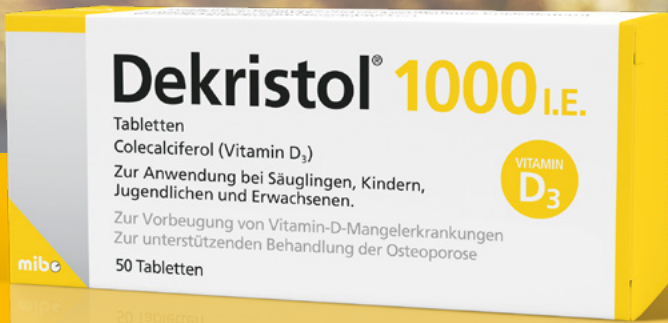 Dekristol® 1000 I.E.
Tabletten
Colecalciferol (Vitamin D₃)
Zur Anwendung bei Säuglingen, Kindern,
Jugendlichen und Erwachsenen.
VITAMIN
D₃
Zur Vorbeugung von Vitamin-D-Mangelerkrankungen
Zur unterstützenden Behandlung der Osteoporose
50 Tabletten
mibe